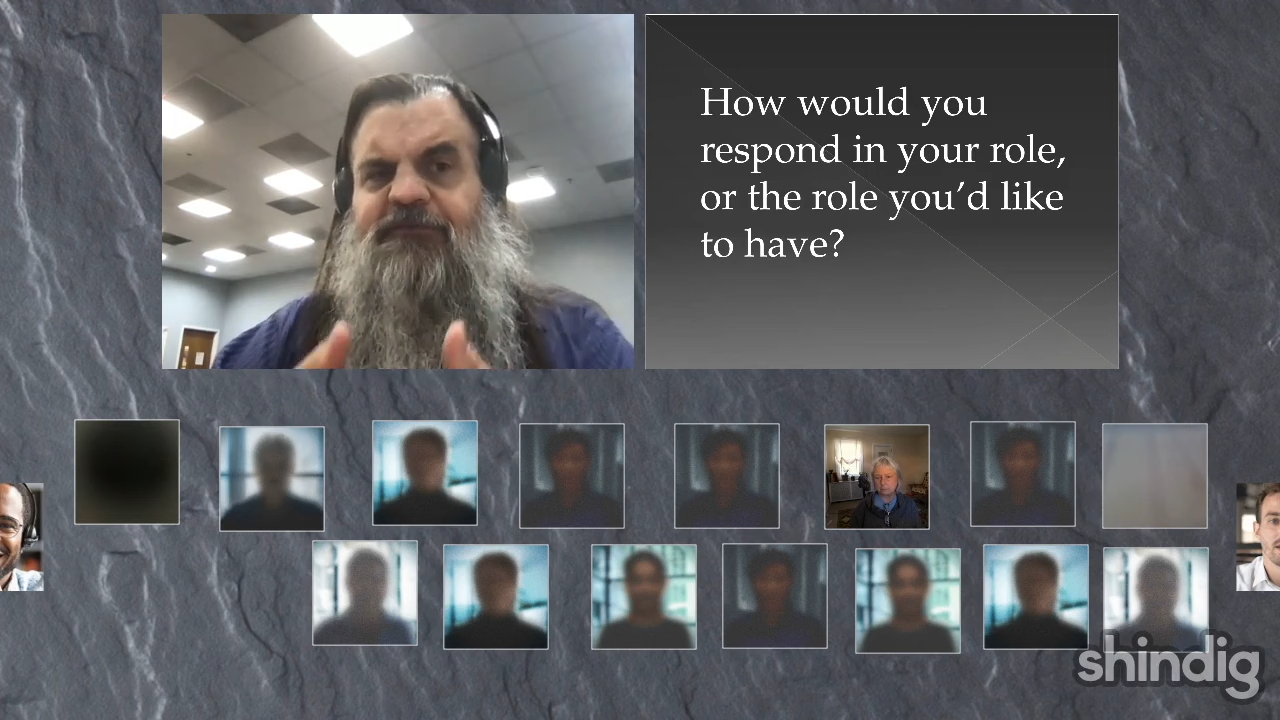 How would you
respond in your role,
or the role you’d like
to have?
shindig